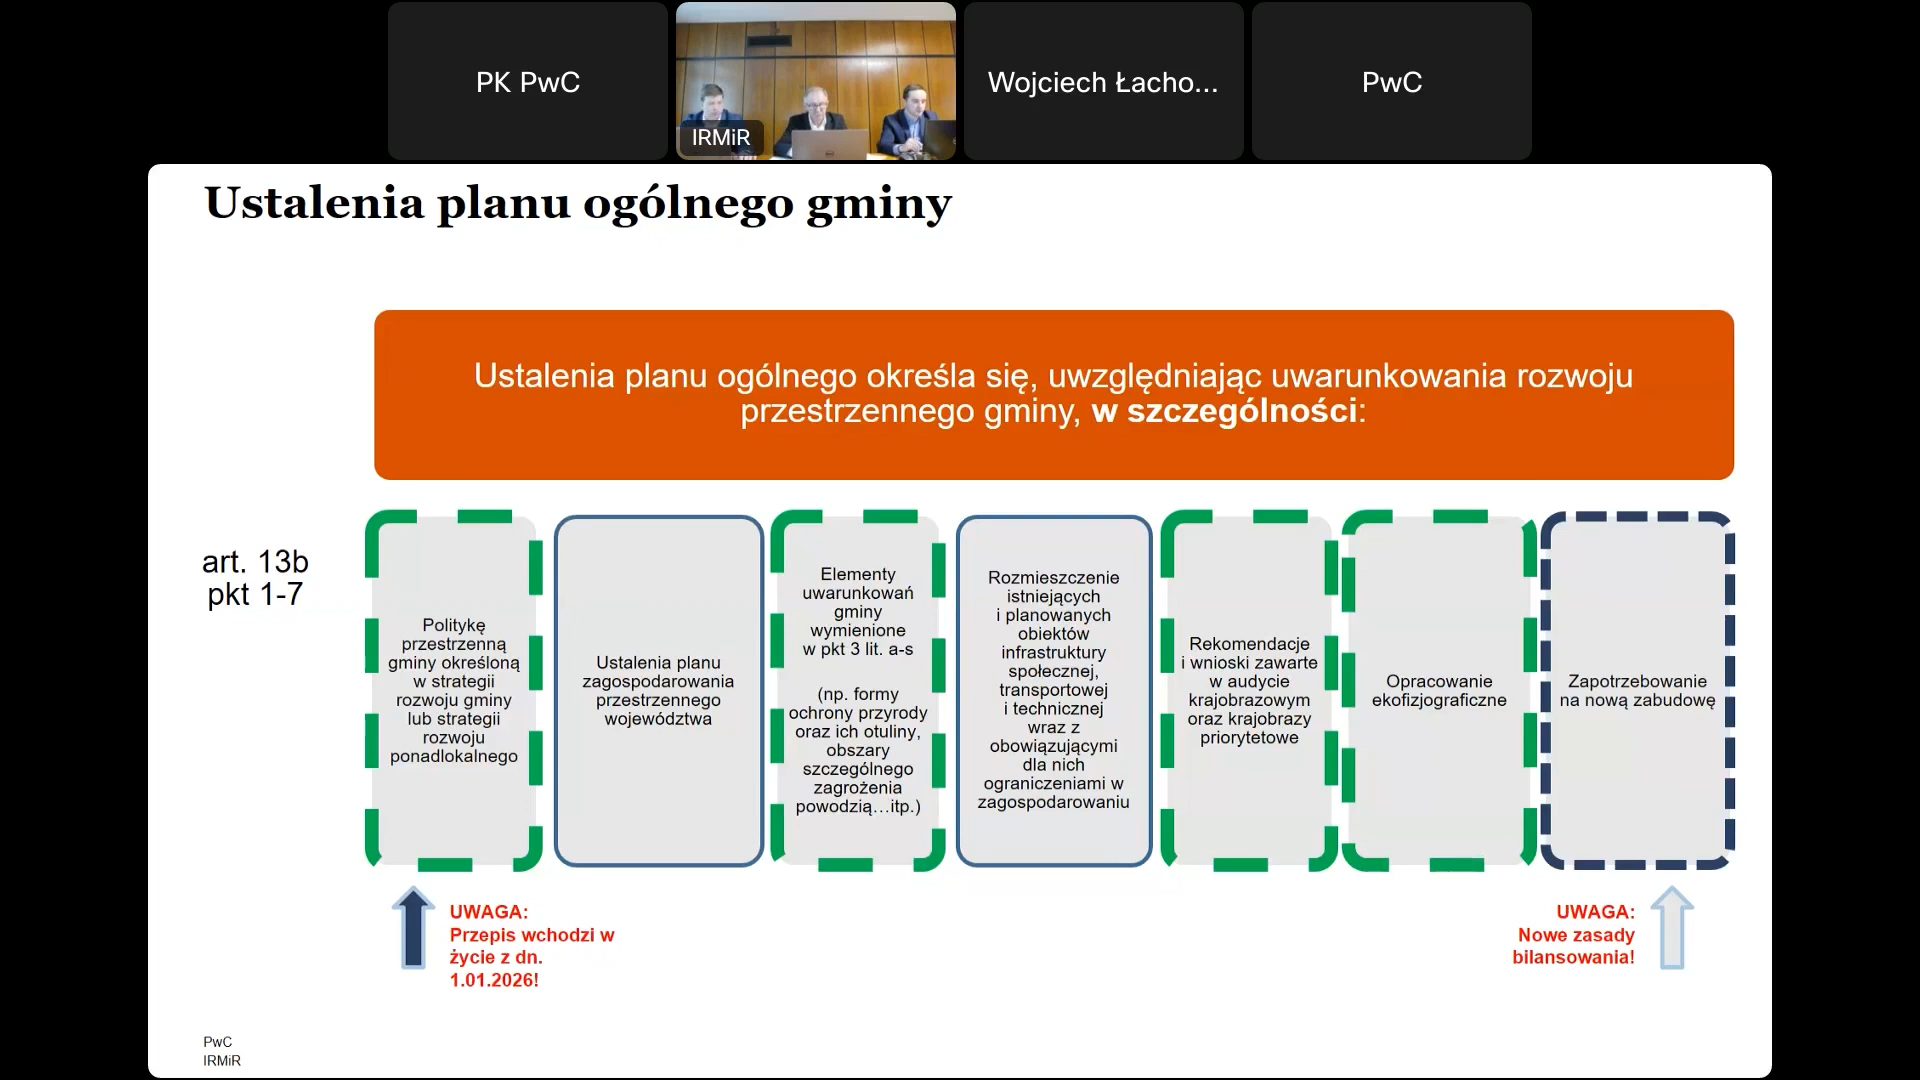 PK PwC
IRMiR
Wojciech Łacho...
PwC
Ustalenia planu ogólnego gminy
Ustalenia planu ogólnego określa się, uwzględniając uwarunkowania rozwoju
przestrzennego gminy, w szczególności:
art. 13b
pkt 1-7
Politykę
przestrzenną
gminy określoną
w strategii
rozwoju gminy
lub strategii
rozwoju
ponadlokalnego
Ustalenia planu
zagospodarowania
przestrzennego
województwa
Elementy
uwarunkowań
gminy
wymienione
w pkt 3 lit. a-s
(np. formy
ochrony przyrody
oraz ich otuliny,
obszary
szczególnego
zagrożenia
powodzią…itp.)
Rozmieszczenie
istniejących
i planowanych
obiektów
infrastruktury
społecznej,
transportowej
i technicznej
wraz z
obowiązującymi
dla nich
ograniczeniami w
zagospodarowaniu
Rekomendacje
i wnioski zawarte
w audycie
krajobrazowym
oraz krajobrazy
priorytetowe
Opracowanie
ekofizjograficzne
Zapotrzebowanie
na nową zabudowę
UWAGA:
Przepis wchodzi w
życie z dn.
1.01.2026!
UWAGA:
Nowe zasady
bilansowania!
PwC
IRMiR